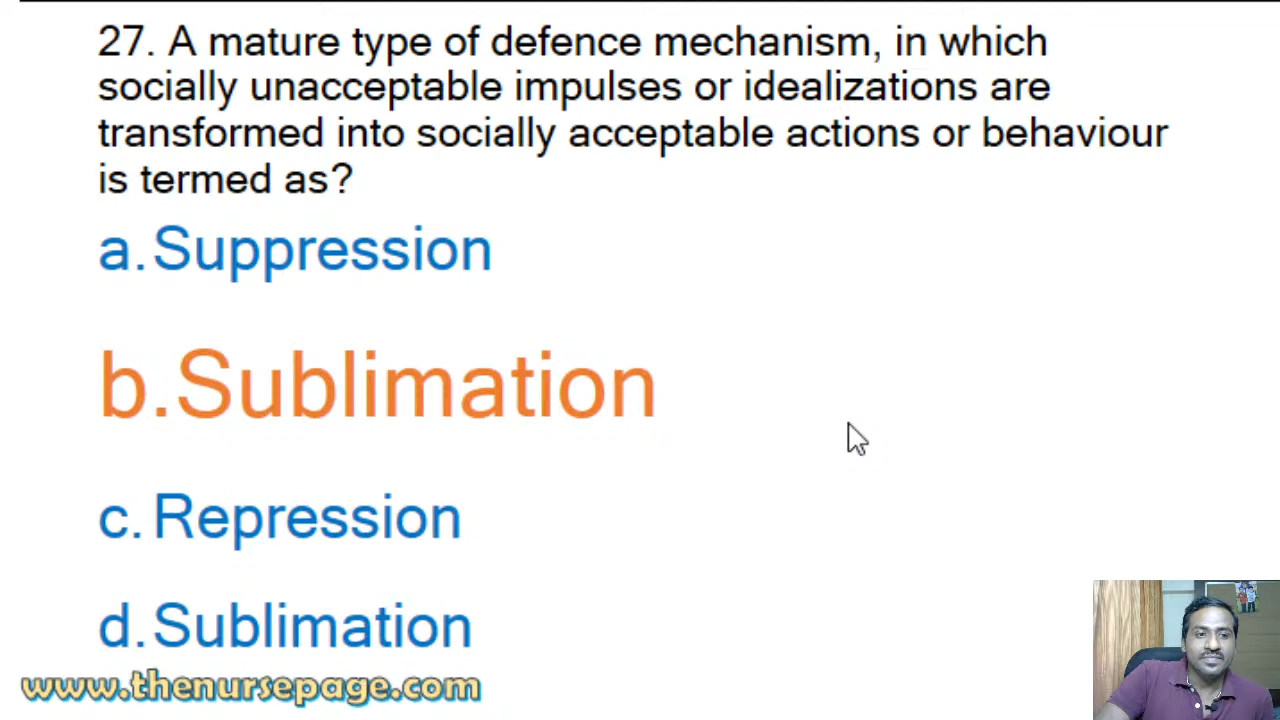 27. A mature type of defence mechanism, in which
socially unacceptable impulses or idealizations are
transformed into socially acceptable actions or behaviour
is termed as?
a. Suppression
b. Sublimation
c. Repression
d. Sublimation
www.thenursepage.com